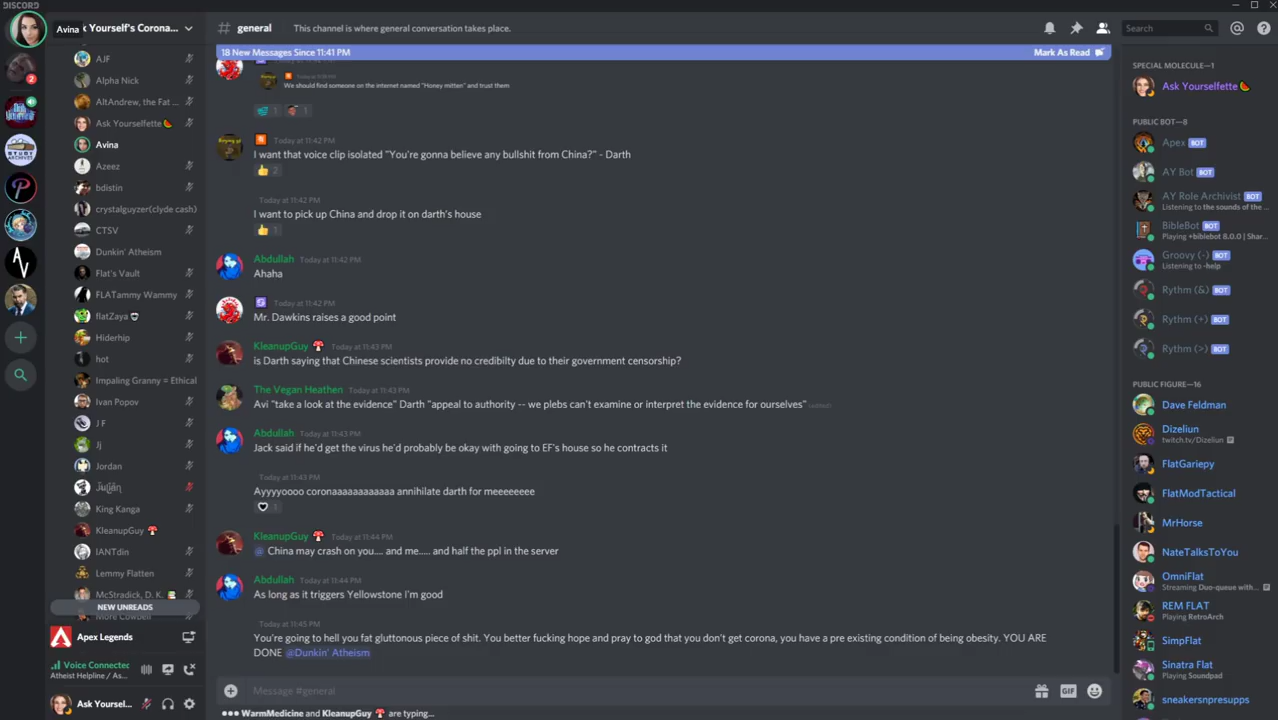 DISCORD
Avina
sk Yourself's Corona...
2
AJF
Alpha Nick
AltAndrew, the Fat ...
Ask Yourselfette
Avina
Azeez
bdistin
crystalguyzer(clyde cash)
CTSV
Dunkin' Atheism
Flat's Vault
FLATammy Wammy
flatZaya
Hiderhip
hot
Impaling Granny = Ethical
Ivan Popov
J F
Jj
Jordan
King Kanga
KleanupGuy
IANTdin
Lemmy Flatten
McStradick, D. K.
More Cowbell
NEW UNREADS
Apex Legends
Voice Connected
Atheist Helpline / As...
Ask Yoursel...
# general
This channel is where general conversation takes place.
Search
18 New Messages Since 11:41 PM
Mark As Read
We should find someone on the internet named "Honey mitten" and trust them
1 1
Today at 11:42 PM
I want that voice clip isolated "You're gonna believe any bullshit from China?" - Darth
2
Today at 11:42 PM
I want to pick up China and drop it on darth's house
1
Abdullah Today at 11:42 PM
Ahaha
Today at 11:42 PM
Mr. Dawkins raises a good point
KleanupGuy Today at 11:43 PM
is Darth saying that Chinese scientists provide no credibilty due to their government censorship?
The Vegan Heathen Today at 11:43 PM
Avi "take a look at the evidence" Darth "appeal to authority -- we plebs can't examine or interpret the evidence for ourselves" (edited)
Abdullah Today at 11:43 PM
Jack said if he'd get the virus he'd probably be okay with going to EF's house so he contracts it
Today at 11:43 PM
Ayyyyoooo coronaaaaaaaaaaaa annihilate darth for meeeeeeee
1
KleanupGuy Today at 11:44 PM
@ China may crash on you.... and me..... and half the ppl in the server
Abdullah Today at 11:44 PM
As long as it triggers Yellowstone I'm good
Today at 11:45 PM
You're going to hell you fat gluttonous piece of shit. You better fucking hope and pray to god that you don't get corona, you have a pre existing condition of being obesity. YOU ARE
DONE @Dunkin' Atheism
Message #general
GIF
WarmMedicine and KleanupGuy are typing...
SPECIAL MOLECULE—1
Ask Yourselfette
PUBLIC BOT—8
Apex BOT
AY Bot BOT
AY Role Archivist BOT
Listening to the sounds of the ...
BibleBot BOT
Playing +biblebot 8.0.0 | Shar...
Groovy (-) BOT
Listening to -help
Rythm (&) BOT
Rythm (+) BOT
Rythm (>) BOT
PUBLIC FIGURE—16
Dave Feldman
Dizeliun
twitch.tv/Dizeliun
FlatGariepy
FlatModTactical
MrHorse
NateTalksToYou
OmniFlat
Streaming Duo-queue with...
REM FLAT
Playing RetroArch
SimpFlat
Sinatra Flat
Playing Soundpad
sneakersnpresupps